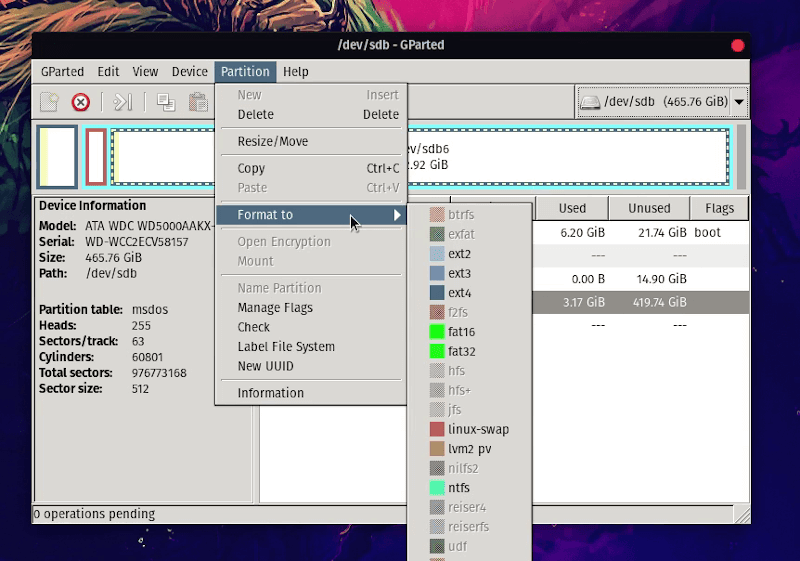 /dev/sdb - GParted
GParted Edit View Device Partition Help
/dev/sdb (465.76 GiB)
New Insert
Delete Delete
Resize/Move
Copy Ctrl+C
Paste Ctrl+V
Format to
Open Encryption
Mount
Name Partition
Manage Flags
Check
Label File System
New UUID
Information
btrfs
exfat
ext2
ext3
ext4
f2fs
fat16
fat32
hfs
hfs+
jfs
linux-swap
lvm2 pv
nilfs2
ntfs
reiser4
reiserfs
udf
Used Unused Flags
6.20 GiB 21.74 GiB boot
--- ---
0.00 B 14.90 GiB
3.17 GiB 419.74 GiB
--- ---
Device Information
Model: ATA WDC WD5000AAKX-
Serial: WD-WCC2ECV58157
Size: 465.76 GiB
Path: /dev/sdb
Partition table: msdos
Heads: 255
Sectors/track: 63
Cylinders: 60801
Total sectors: 976773168
Sector size: 512
0 operations pending